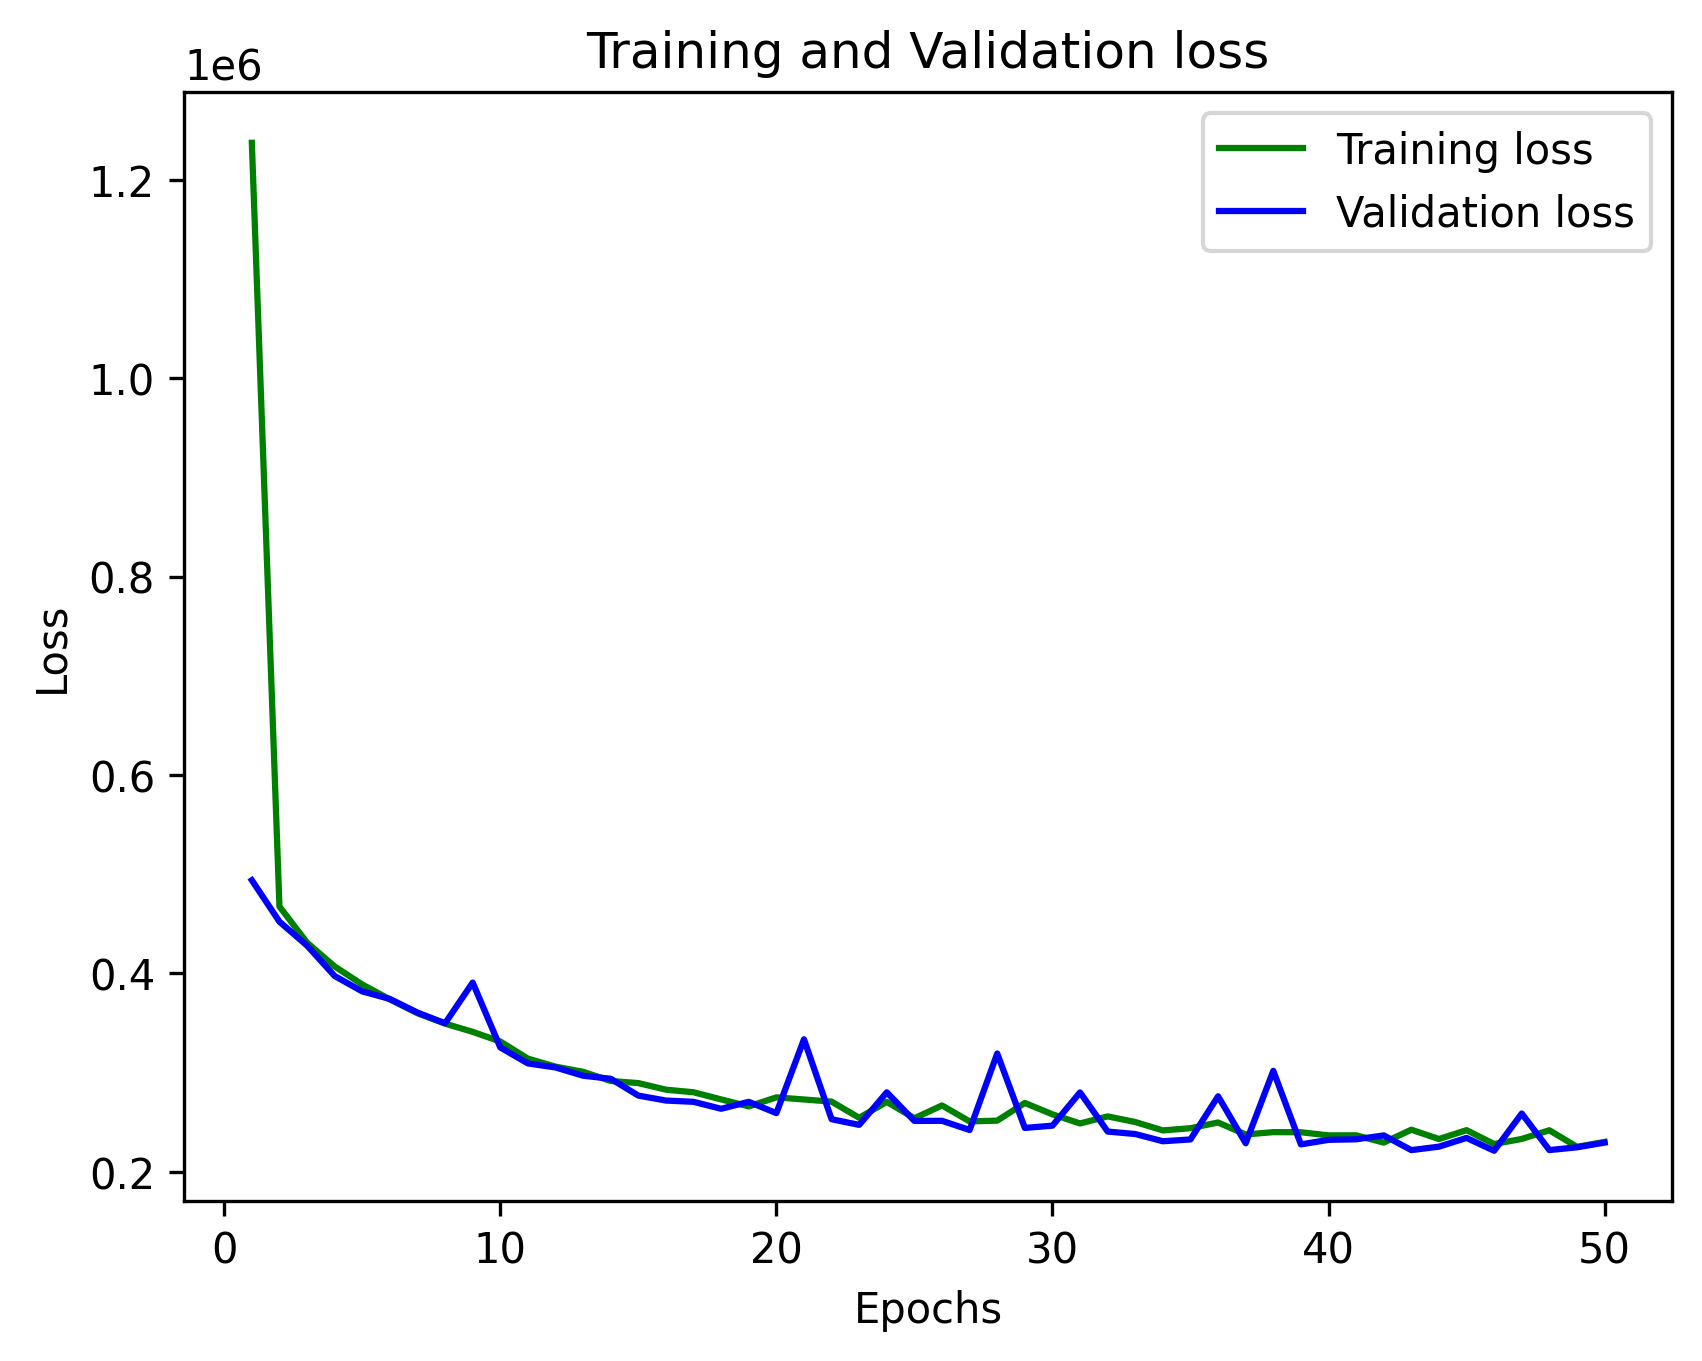 Training and Validation loss
1e6
Training loss
Validation loss
1.2
1.0
0.8
0.6
0.4
0.2
Loss
0 10 20 30 40 50
Epochs